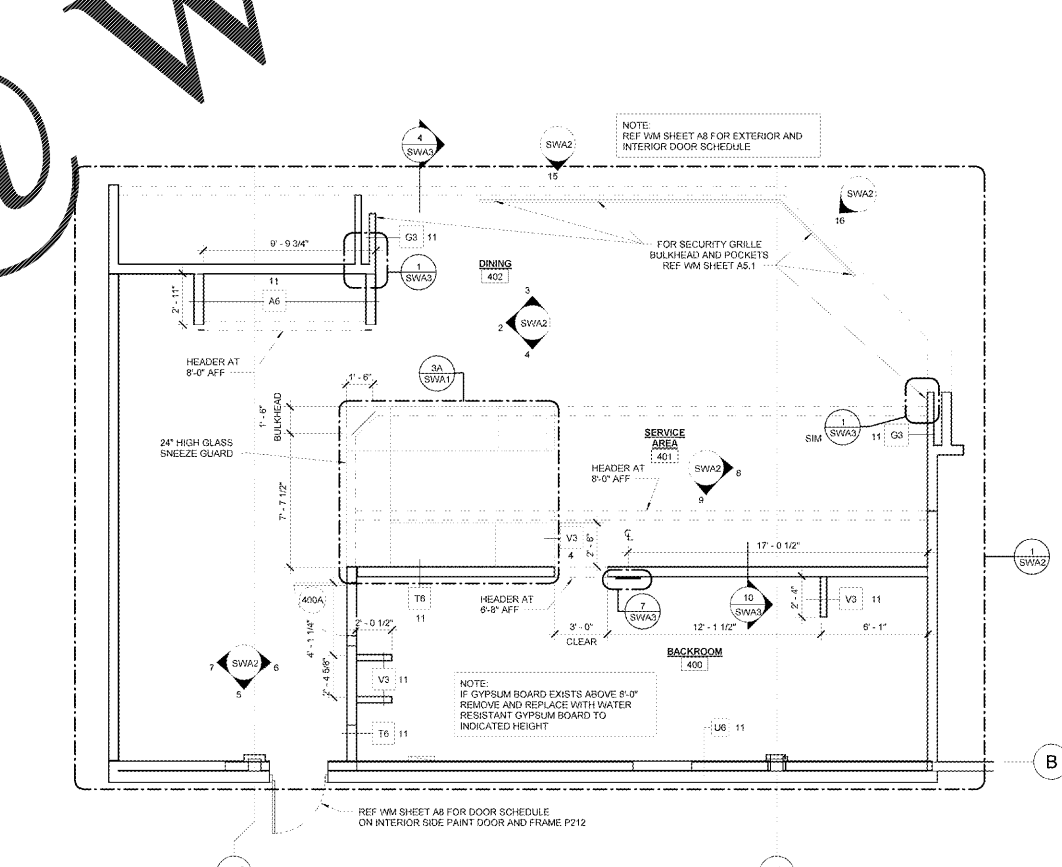 W
NOTE:
REF WM SHEET A8 FOR EXTERIOR AND
INTERIOR DOOR SCHEDULE
4
SWA3
SWA2
15
SWA2
16
G3 11
9' - 9 3/4"
1
SWA3
FOR SECURITY GRILLE
BULKHEAD AND POCKETS
REF WM SHEET A5.1
DINING
402
11
A6
2' - 11"
3
2 SWA2
4
HEADER AT
8'-0" AFF
3A
SWA1
1' - 6"
1' - 6"
BULKHEAD
24" HIGH GLASS
SNEEZE GUARD
7' - 7 1/2"
SERVICE
AREA
401
1
SWA3
SIM
11 G3
HEADER AT
8'-0" AFF
SWA2 8
9
V3
4
2' - 6"
CL
17' - 0 1/2"
1
SWA2
400A
T6
11
HEADER AT
6'-8" AFF
7
SWA3
10
SWA3
2' - 4"
V3 11
3' - 0"
CLEAR
12' - 1 1/2"
6' - 1"
4' - 1 1/4"
2' - 0 1/2"
BACKROOM
400
7 SWA2 6
5
2' - 4 5/8"
V3 11
NOTE:
IF GYPSUM BOARD EXISTS ABOVE 8'-0"
REMOVE AND REPLACE WITH WATER
RESISTANT GYPSUM BOARD TO
INDICATED HEIGHT
T6 11
U6 11
B
REF WM SHEET A8 FOR DOOR SCHEDULE
ON INTERIOR SIDE PAINT DOOR AND FRAME P212